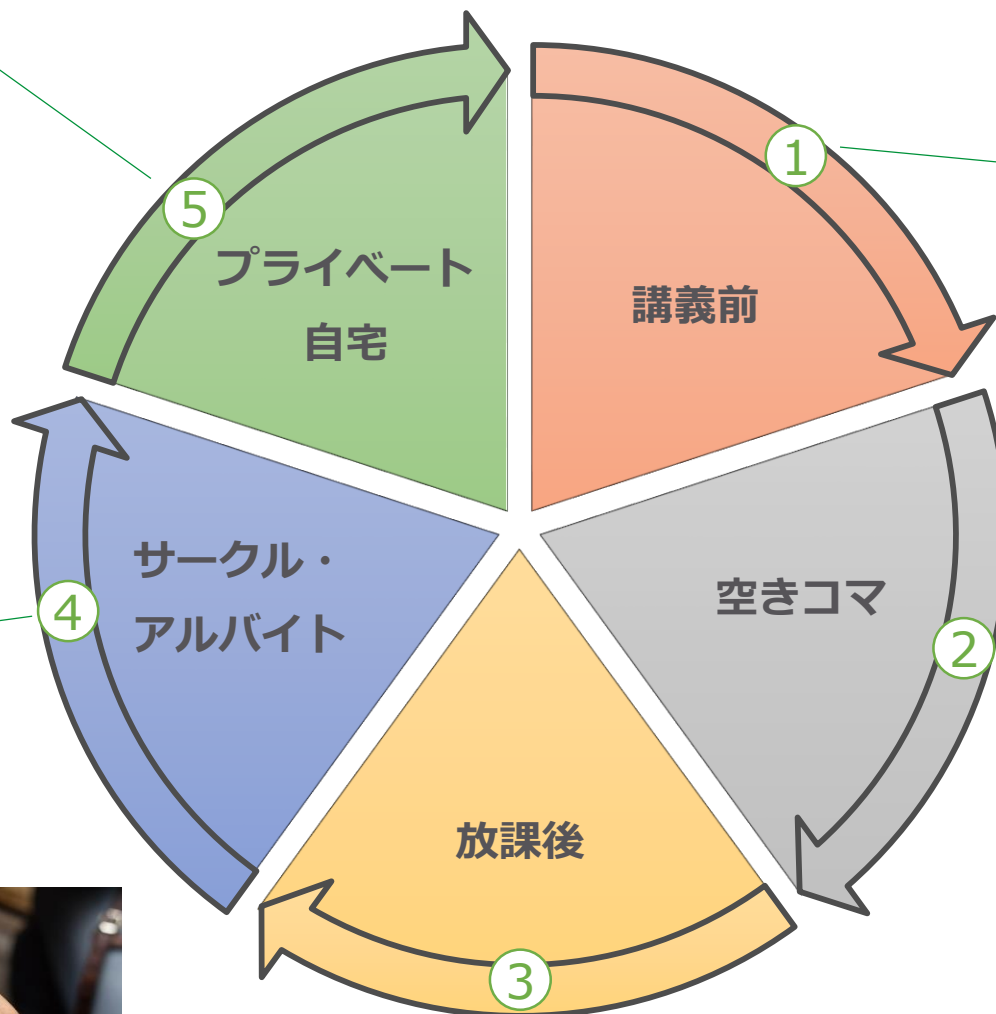 ①
講義前
②
空きコマ
③
放課後
④
サークル・
アルバイト
⑤
プライベート
自宅